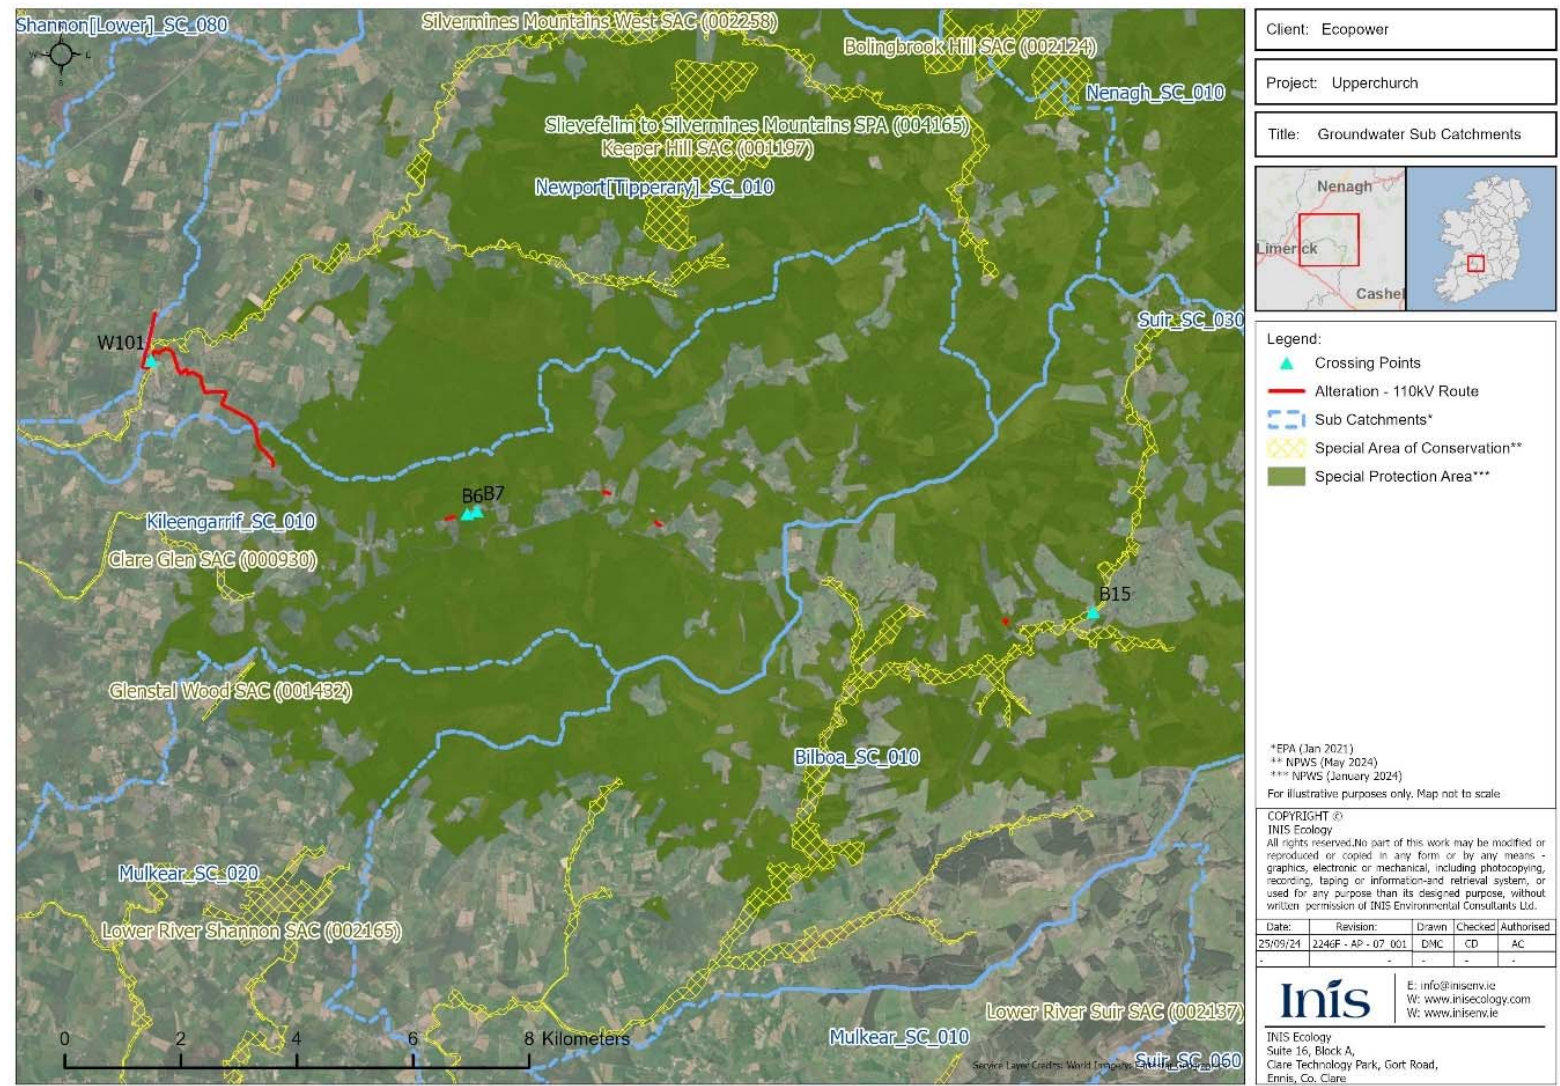 Shannon[Lower]_SC_080
Silvermines Mountains West SAC (002258)
Bolingbrook Hill SAC (002124)
Nenagh_SC_010
Slievefelim to Silvermines Mountains SPA (004165)
Keeper Hill SAC (001197)
Newport[Tipperary]_SC_010
Suir_SC_030
W101
B6
B7
Kileengarrif_SC_010
Clare Glen SAC (000930)
B15
Glenstal Wood SAC (001432)
Bilboa_SC_010
Mulkear_SC_020
Lower River Shannon SAC (002165)
Lower River Suir SAC (002137)
Mulkear_SC_010
Suir_SC_060
0 2 4 6 8 Kilometers
Service Layer Credits: World Imagery:
Client: Ecopower
Project: Upperchurch
Title: Groundwater Sub Catchments
Nenagh
Limerick
Cashel
Legend:
Crossing Points
Alteration - 110kV Route
Sub Catchments*
Special Area of Conservation**
Special Protection Area***
*EPA (Jan 2021)
** NPWS (May 2024)
*** NPWS (January 2024)
For illustrative purposes only. Map not to scale
COPYRIGHT ©
INIS Ecology
All rights reserved.No part of this work may be modified or
reproduced or copied in any form or by any means -
graphics, electronic or mechanical, including photocopying,
recording, taping or information-and retrieval system, or
used for any purpose than its designed purpose, without
written permission of INIS Environmental Consultants Ltd.
Date: Revision: Drawn Checked Authorised
25/09/24 2246F - AP - 07_001 DMC CD AC
- - - - -
Inis
E: info@inisenv.ie
W: www.inisecology.com
W: www.inisenv.ie
INIS Ecology
Suite 16, Block A,
Clare Technology Park, Gort Road,
Ennis, Co. Clare